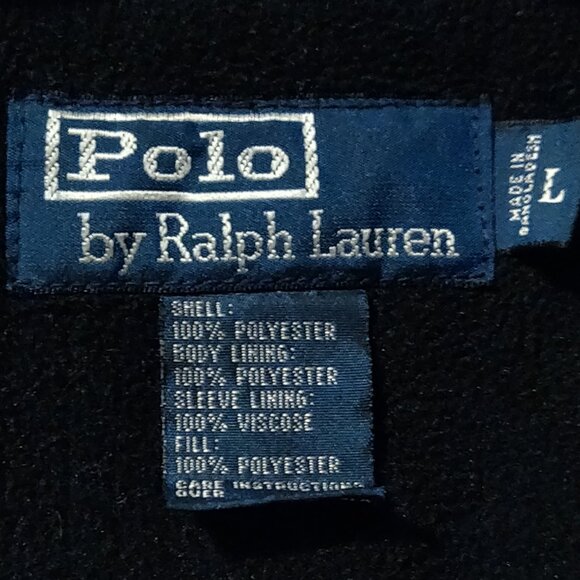 Polo
by Ralph Lauren
MADE IN
BANGLADESH
L
SHELL:
100% POLYESTER
BODY LINING:
100% POLYESTER
SLEEVE LINING:
100% VISCOSE
FILL:
100% POLYESTER
CARE INSTRUCTIONS
OVER